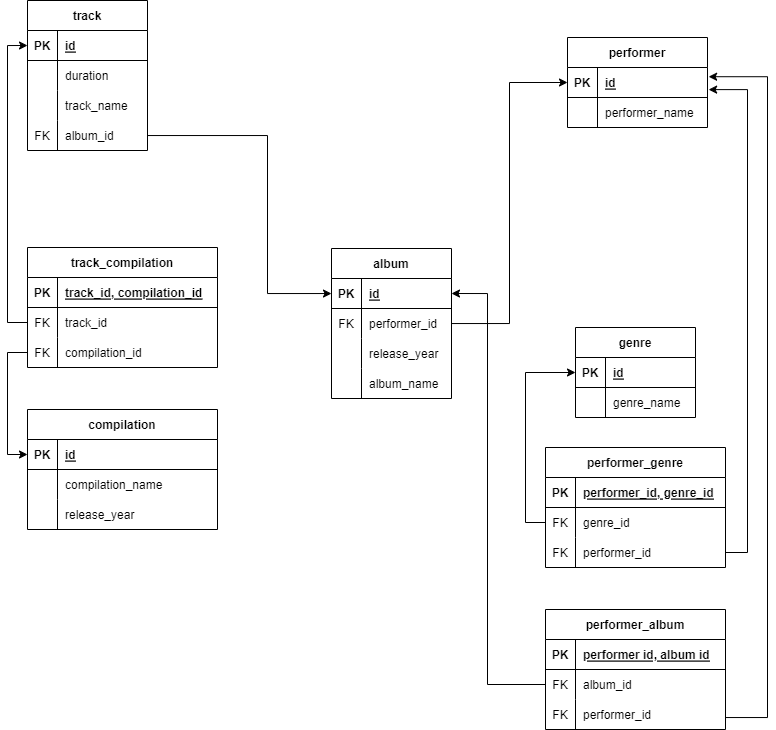 track
PK id
duration
track_name
FK album_id
performer
PK id
performer_name
track_compilation
PK track_id, compilation_id
FK track_id
FK compilation_id
album
PK id
FK performer_id
release_year
album_name
genre
PK id
genre_name
compilation
PK id
compilation_name
release_year
performer_genre
PK performer_id, genre_id
FK genre_id
FK performer_id
performer_album
PK performer id, album id
FK album_id
FK performer_id